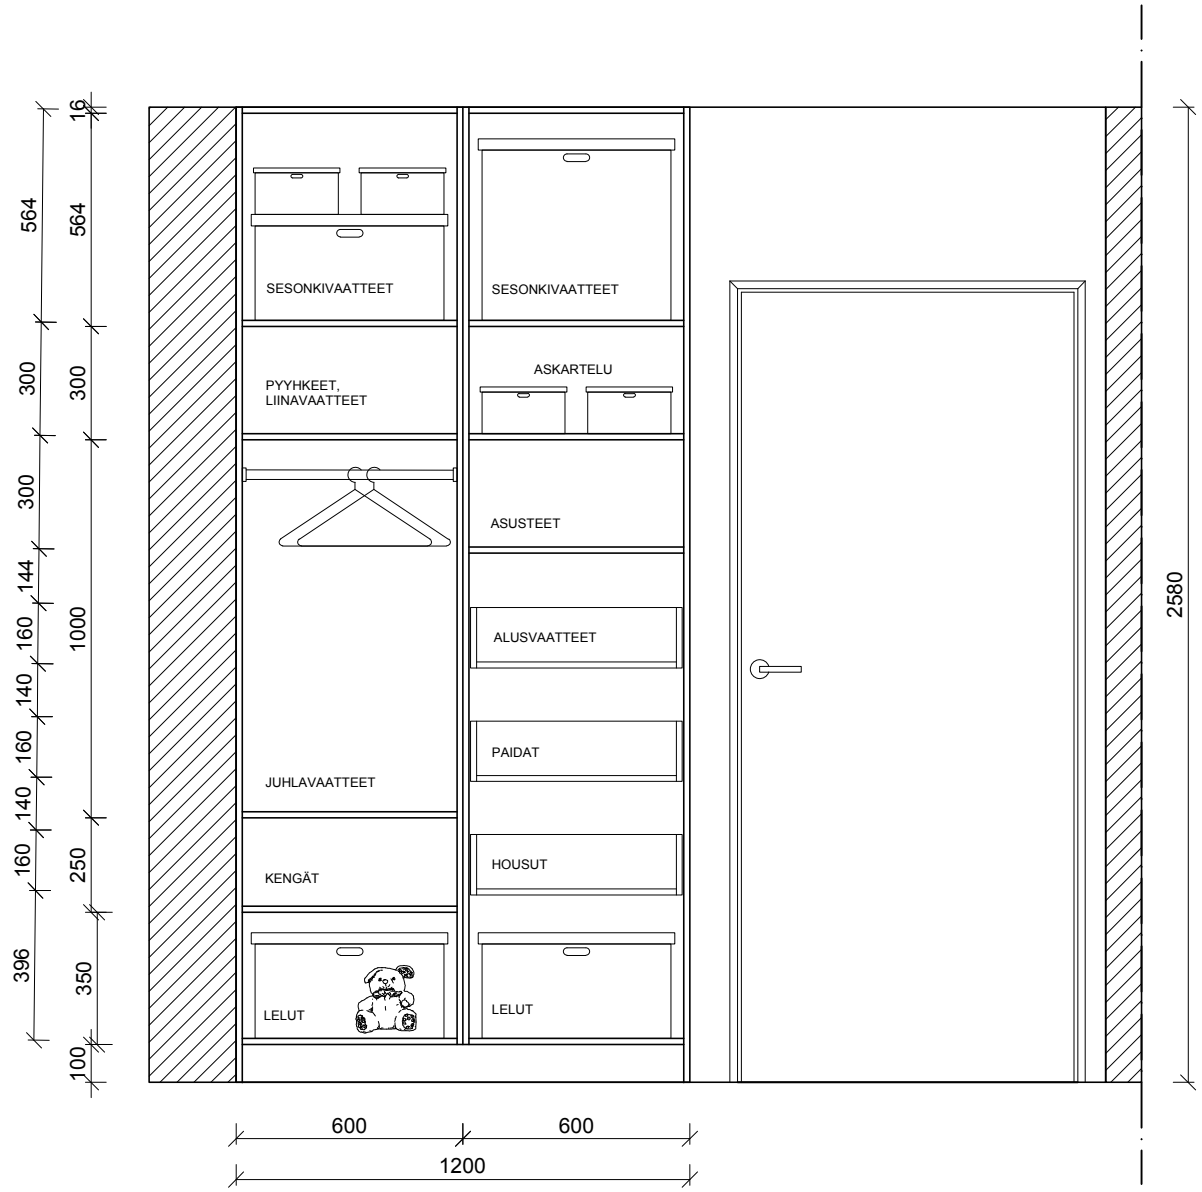 16
564
564
300
300
300
144
160
1000
140
160
140
160
250
396
350
100
SESONKIVAATTEET
SESONKIVAATTEET
PYYHKEET,
LIINAVAATTEET
ASKARTELU
ASUSTEET
ALUSVAATTEET
PAIDAT
JUHLAVAATTEET
HOUSUT
KENGÄT
LELUT
LELUT
2580
600
600
1200